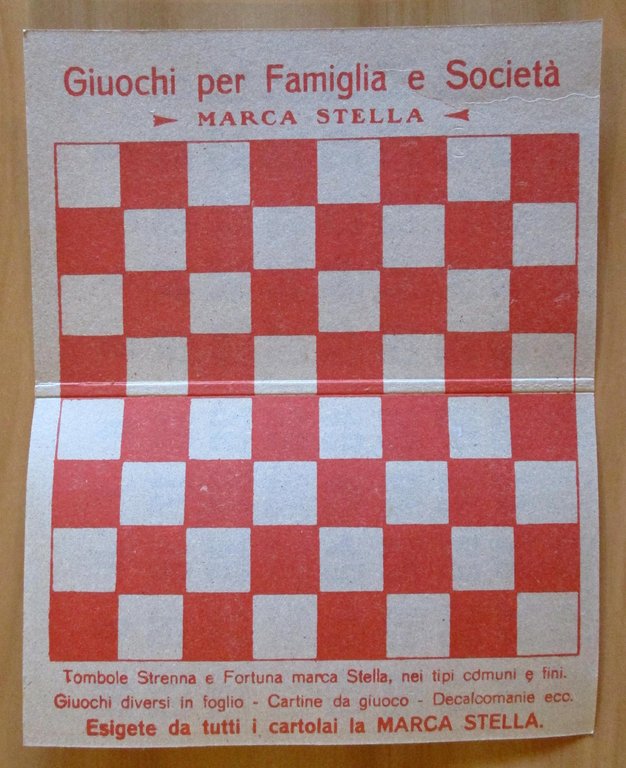 Giuochi per Famiglia e Società
MARCA STELLA
Tombole Strenna e Fortuna marca Stella, nei tipi comuni e fini.
Giuochi diversi in foglio - Cartine da giuoco - Decalcomanie ecc.
Esigete da tutti i cartolai la MARCA STELLA.